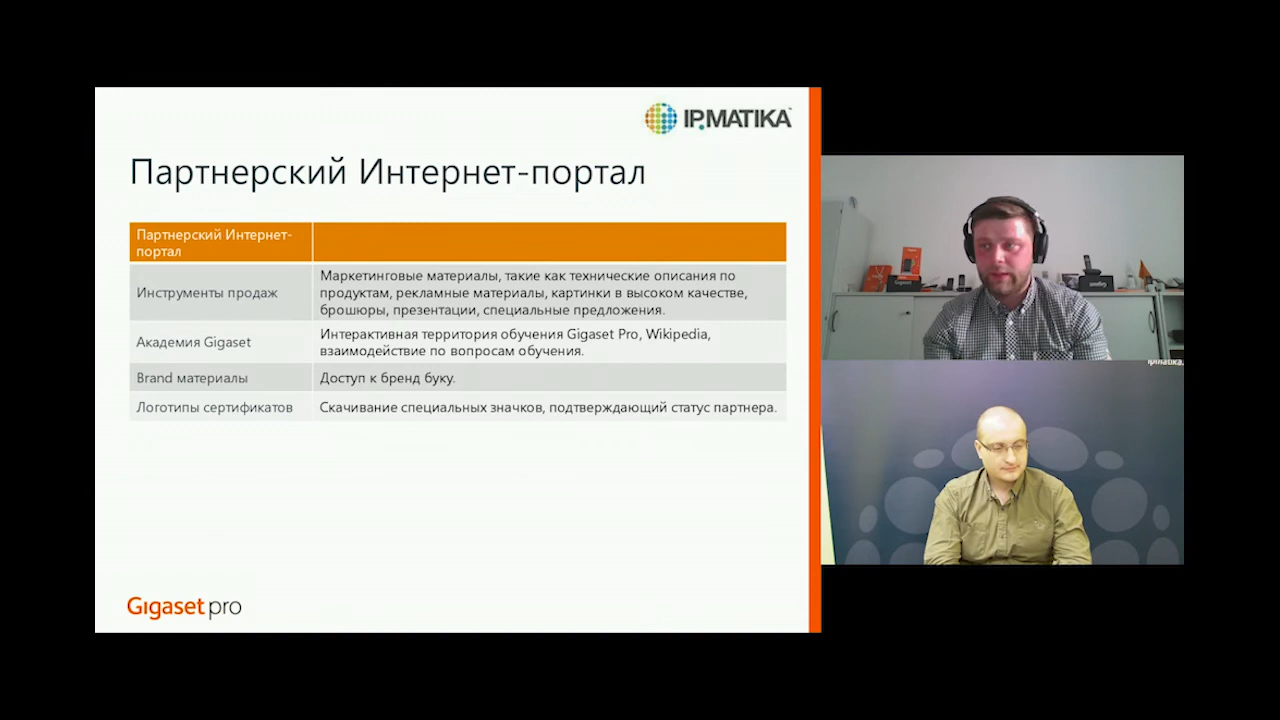 IPMATIKA
Партнерский Интернет-портал
Партнерский Интернет-
портал
Инструменты продаж
Маркетинговые материалы, такие как технические описания по
продуктам, рекламные материалы, картинки в высоком качестве,
брошюры, презентации, специальные предложения.
Академия Gigaset
Интерактивная территория обучения Gigaset Pro, Wikipedia,
взаимодействие по вопросам обучения.
Brand материалы
Доступ к бренд буку.
Логотипы сертификатов
Скачивание специальных значков, подтверждающий статус партнера.
Gigaset pro